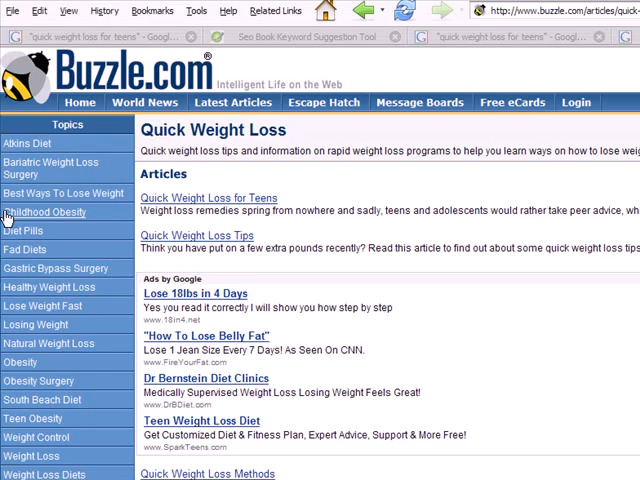 File View History Bookmarks Tools Help Related Links http://www.buzzle.com/articles/quick-
"quick weight loss for teens" - Googl... Seo Book Keyword Suggestion Tool "quick weight loss for teens" - Googl...
Buzzle.com®
Intelligent Life on the Web
Home World News Latest Articles Escape Hatch Message Boards Free eCards Login
Topics
Atkins Diet
Bariatric Weight Loss
Surgery
Best Ways To Lose Weight
Childhood Obesity
Diet Pills
Fad Diets
Gastric Bypass Surgery
Healthy Weight Loss
Lose Weight Fast
Losing Weight
Natural Weight Loss
Obesity
Obesity Surgery
South Beach Diet
Teen Obesity
Weight Control
Weight Loss
Weight Loss Diets
Quick Weight Loss
Quick weight loss tips and information on rapid weight loss programs to help you learn ways on how to lose weig
Articles
Quick Weight Loss for Teens
Weight loss remedies spring from nowhere and sadly, teens and adolescents would rather take peer advice, wh
Quick Weight Loss Tips
Think you have put on a few extra pounds recently? Read this article to find out about some quick weight loss tips
Ads by Google
Lose 18lbs in 4 Days
Yes you read it correctly I will show you how step by step
www.18in4.net
"How To Lose Belly Fat"
Lose 1 Jean Size Every 7 Days! As Seen On CNN.
www.FireYourFat.com
Dr Bernstein Diet Clinics
Medically Supervised Weight Loss Losing Weight Feels Great!
www.DrBDiet.com
Teen Weight Loss Diet
Get Customized Diet & Fitness Plan, Expert Advice, Support & More Free!
www.SparkTeens.com
Quick Weight Loss Methods